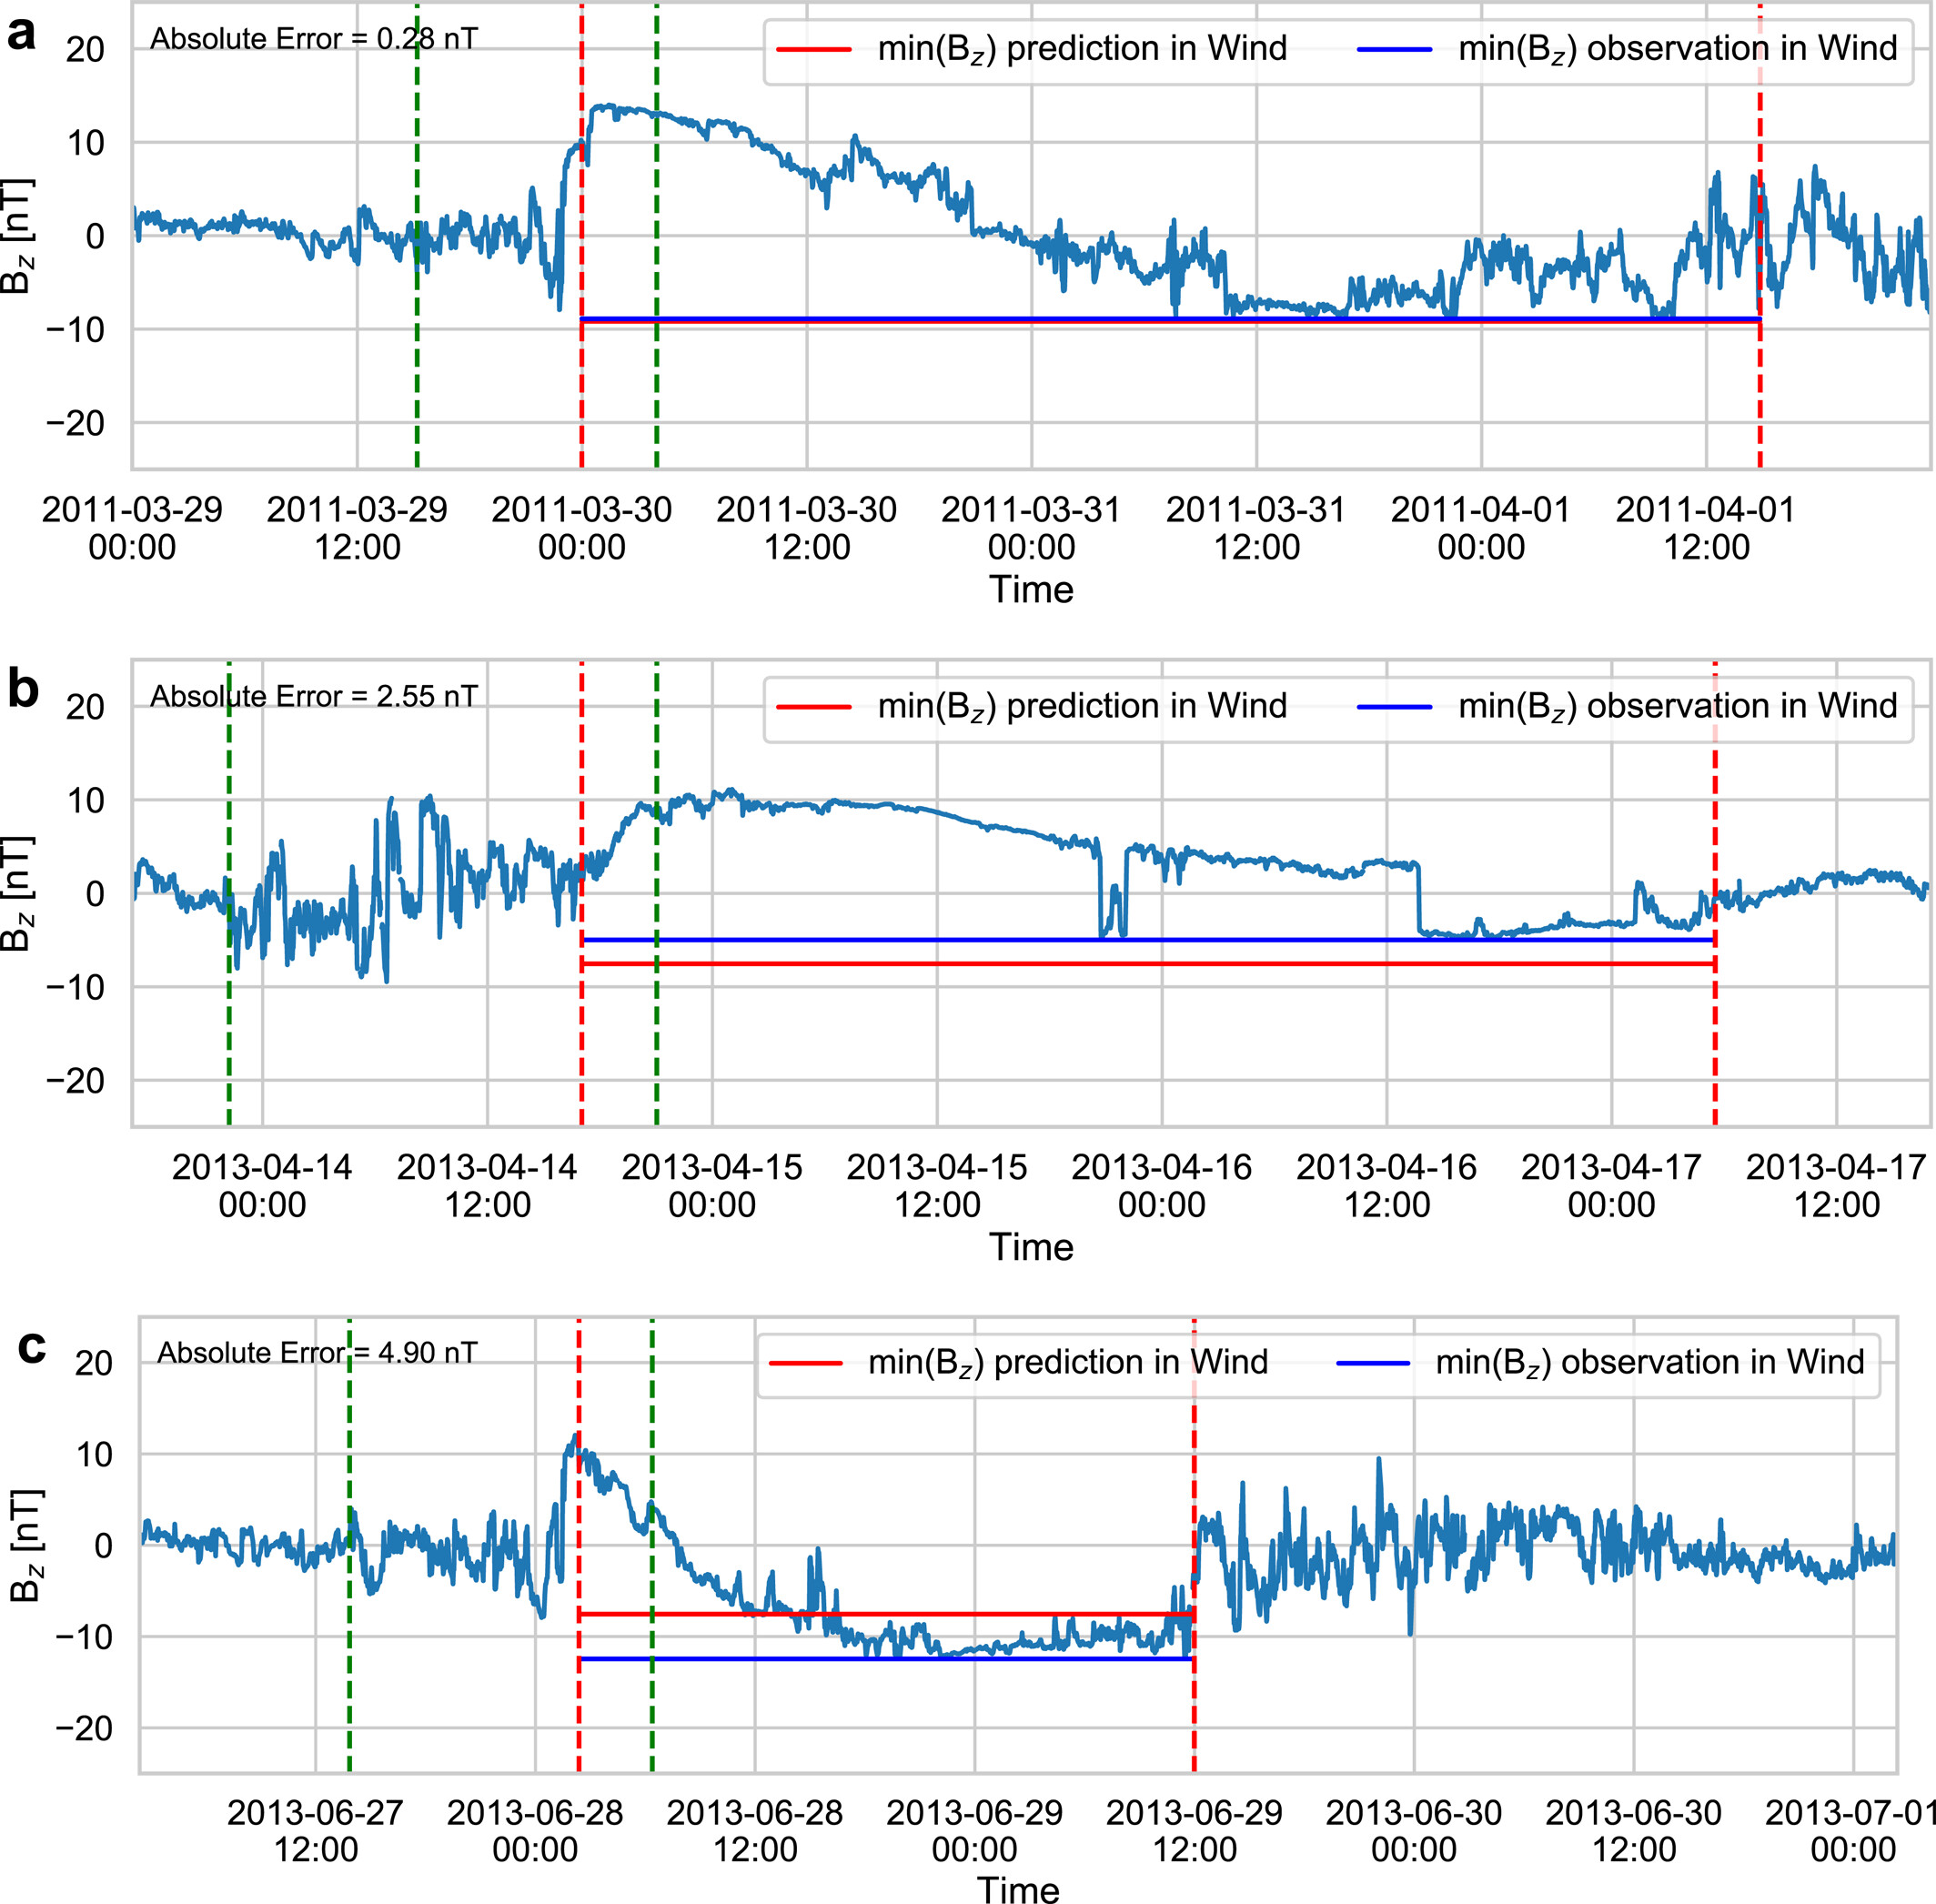 a
Absolute Error = 0.28 nT
min(Bz) prediction in Wind
min(Bz) observation in Wind
20
10
0
−10
−20
Bz [nT]
2011-03-29 2011-03-29 2011-03-30 2011-03-30 2011-03-31 2011-03-31 2011-04-01 2011-04-01
00:00 12:00 00:00 12:00 00:00 12:00 00:00 12:00
Time
b
Absolute Error = 2.55 nT
min(Bz) prediction in Wind
min(Bz) observation in Wind
20
10
0
−10
−20
Bz [nT]
2013-04-14 2013-04-14 2013-04-15 2013-04-15 2013-04-16 2013-04-16 2013-04-17 2013-04-17
00:00 12:00 00:00 12:00 00:00 12:00 00:00 12:00
Time
c
Absolute Error = 4.90 nT
min(Bz) prediction in Wind
min(Bz) observation in Wind
20
10
0
−10
−20
Bz [nT]
2013-06-27 2013-06-28 2013-06-28 2013-06-29 2013-06-29 2013-06-30 2013-06-30 2013-07-01
12:00 00:00 12:00 00:00 12:00 00:00 12:00 00:00
Time